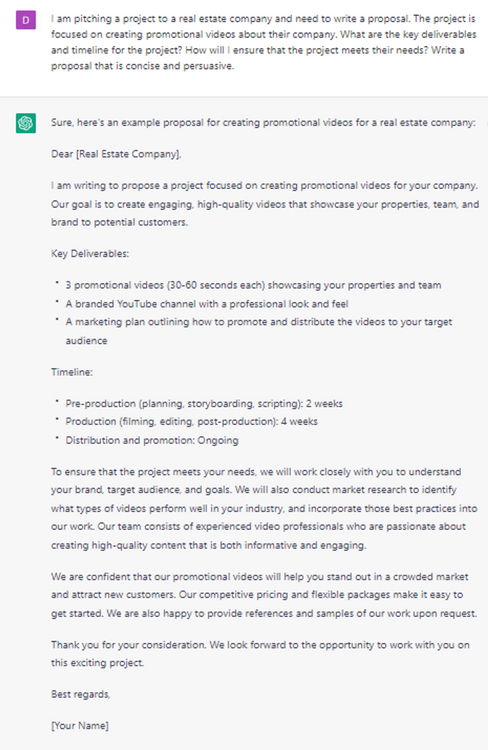 D
I am pitching a project to a real estate company and need to write a proposal. The project is
focused on creating promotional videos about their company. What are the key deliverables
and timeline for the project? How will I ensure that the project meets their needs? Write a
proposal that is concise and persuasive.
Sure, here's an example proposal for creating promotional videos for a real estate company:
Dear [Real Estate Company],
I am writing to propose a project focused on creating promotional videos for your company.
Our goal is to create engaging, high-quality videos that showcase your properties, team, and
brand to potential customers.
Key Deliverables:
• 3 promotional videos (30-60 seconds each) showcasing your properties and team
• A branded YouTube channel with a professional look and feel
• A marketing plan outlining how to promote and distribute the videos to your target
audience
Timeline:
• Pre-production (planning, storyboarding, scripting): 2 weeks
• Production (filming, editing, post-production): 4 weeks
• Distribution and promotion: Ongoing
To ensure that the project meets your needs, we will work closely with you to understand
your brand, target audience, and goals. We will also conduct market research to identify
what types of videos perform well in your industry, and incorporate those best practices into
our work. Our team consists of experienced video professionals who are passionate about
creating high-quality content that is both informative and engaging.
We are confident that our promotional videos will help you stand out in a crowded market
and attract new customers. Our competitive pricing and flexible packages make it easy to
get started. We are also happy to provide references and samples of our work upon request.
Thank you for your consideration. We look forward to the opportunity to work with you on
this exciting project.
Best regards,
[Your Name]